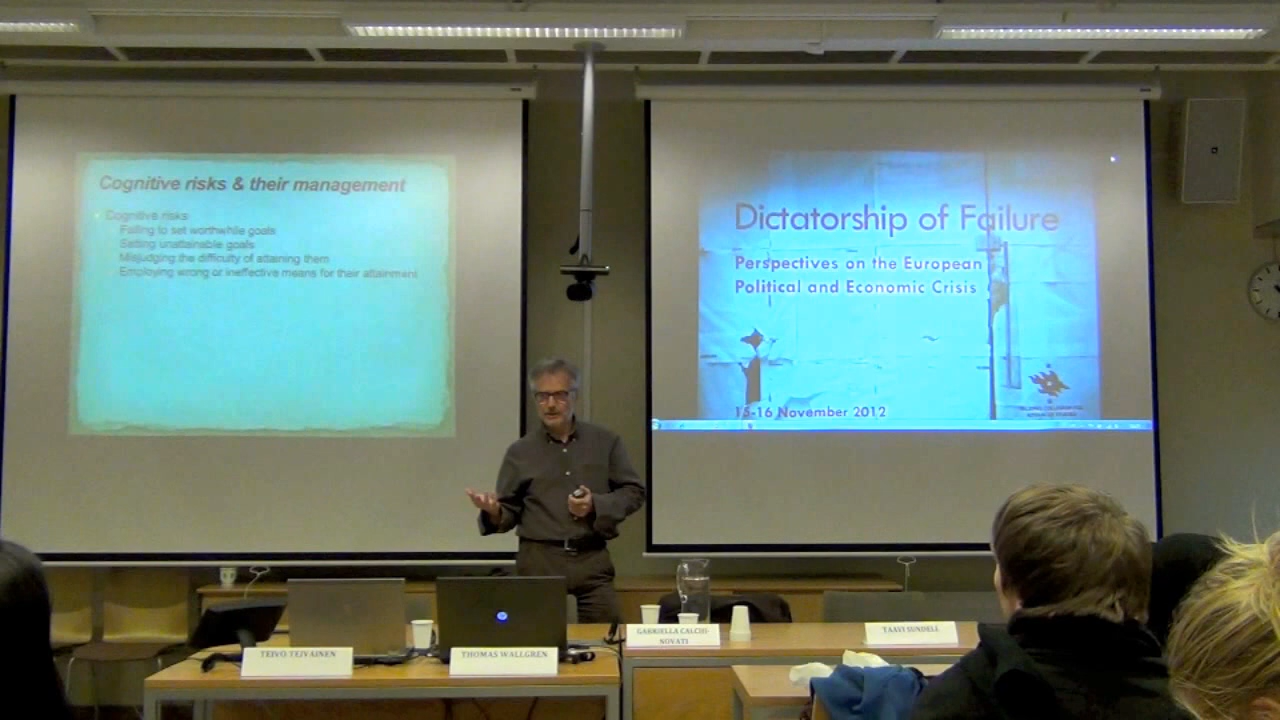 Cognitive risks & their management
Cognitive risks
Failing to set worthwhile goals
Setting unattainable goals
Misjudging the difficulty of attaining them
Employing wrong or ineffective means for their attainment
Dictatorship of Failure
Perspectives on the European
Political and Economic Crisis
15-16 November 2012
TEIVO TEIVAINEN
THOMAS WALLGREN
GABRIELLA CALCHI-
NOVATI
TAAVI SUNDELL